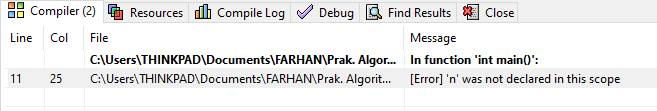 Compiler (2) Resources Compile Log Debug Find Results Close
Line Col File Message
C:\Users\THINKPAD\Documents\FARHAN\Prak. Algor... In function 'int main()':
11 25 C:\Users\THINKPAD\Documents\FARHAN\Prak. Algorit... [Error] 'n' was not declared in this scope